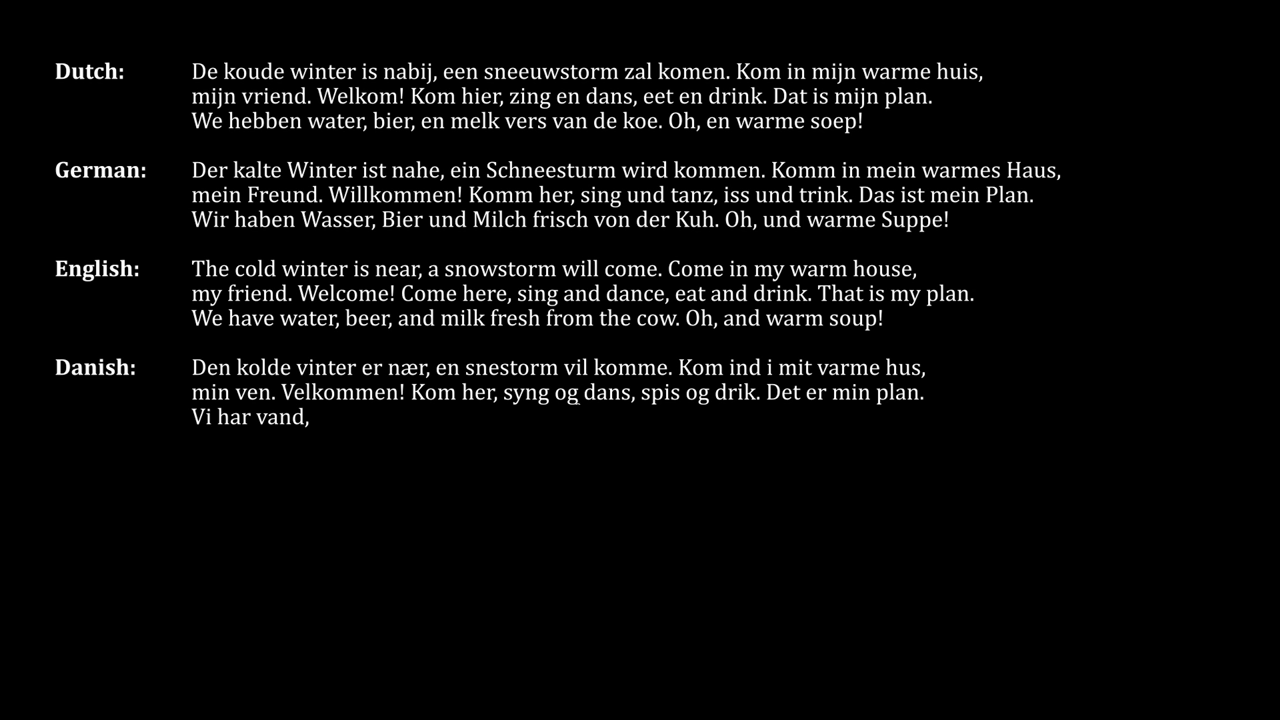 Dutch: De koude winter is nabij, een sneeuwstorm zal komen. Kom in mijn warme huis,
mijn vriend. Welkom! Kom hier, zing en dans, eet en drink. Dat is mijn plan.
We hebben water, bier, en melk vers van de koe. Oh, en warme soep!
German: Der kalte Winter ist nahe, ein Schneesturm wird kommen. Komm in mein warmes Haus,
mein Freund. Willkommen! Komm her, sing und tanz, iss und trink. Das ist mein Plan.
Wir haben Wasser, Bier und Milch frisch von der Kuh. Oh, und warme Suppe!
English: The cold winter is near, a snowstorm will come. Come in my warm house,
my friend. Welcome! Come here, sing and dance, eat and drink. That is my plan.
We have water, beer, and milk fresh from the cow. Oh, and warm soup!
Danish: Den kolde vinter er nær, en snestorm vil komme. Kom ind i mit varme hus,
min ven. Velkommen! Kom her, syng og dans, spis og drik. Det er min plan.
Vi har vand,